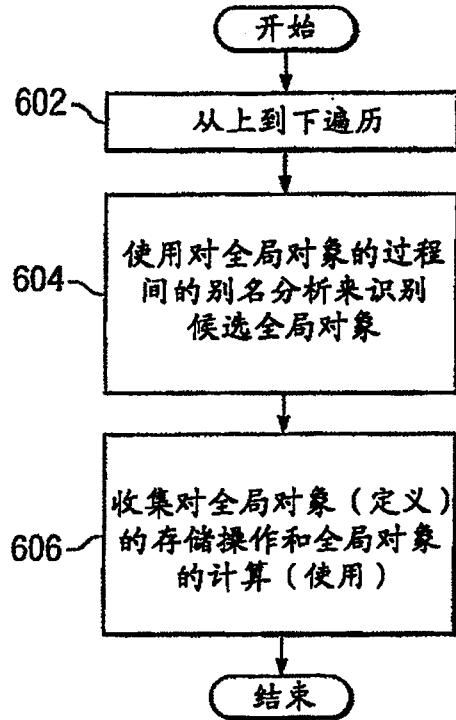 开始
602
从上到下遍历
604
使用对全局对象的过程
间的别名分析来识别
候选全局对象
606
收集对全局对象（定义）
的存储操作和全局对象
的计算（使用）
结束